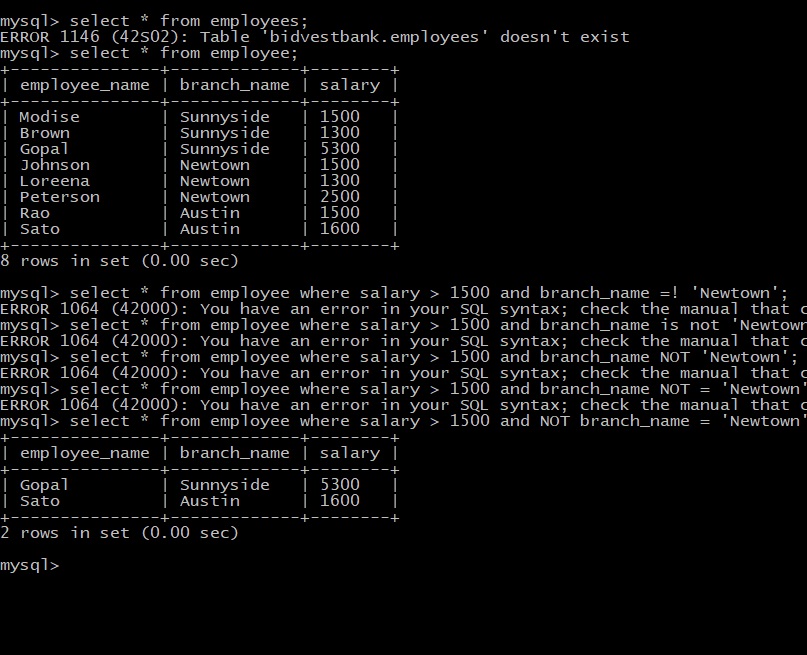 mysql> select * from employees;
ERROR 1146 (42S02): Table 'bidvestbank.employees' doesn't exist
mysql> select * from employee;
+---------------+-------------+--------+
| employee_name | branch_name | salary |
+---------------+-------------+--------+
| Modise        | Sunnyside   | 1500   |
| Brown         | Sunnyside   | 1300   |
| Gopal         | Sunnyside   | 5300   |
| Johnson       | Newtown     | 1500   |
| Loreena       | Newtown     | 1300   |
| Peterson      | Newtown     | 2500   |
| Rao           | Austin      | 1500   |
| Sato          | Austin      | 1600   |
+---------------+-------------+--------+
8 rows in set (0.00 sec)
mysql> select * from employee where salary > 1500 and branch_name =! 'Newtown';
ERROR 1064 (42000): You have an error in your SQL syntax; check the manual that c
mysql> select * from employee where salary > 1500 and branch_name is not 'Newtown
ERROR 1064 (42000): You have an error in your SQL syntax; check the manual that c
mysql> select * from employee where salary > 1500 and branch_name NOT 'Newtown';
ERROR 1064 (42000): You have an error in your SQL syntax; check the manual that c
mysql> select * from employee where salary > 1500 and branch_name NOT = 'Newtown'
ERROR 1064 (42000): You have an error in your SQL syntax; check the manual that c
mysql> select * from employee where salary > 1500 and NOT branch_name = 'Newtown'
+---------------+-------------+--------+
| employee_name | branch_name | salary |
+---------------+-------------+--------+
| Gopal         | Sunnyside   | 5300   |
| Sato          | Austin      | 1600   |
+---------------+-------------+--------+
2 rows in set (0.00 sec)
mysql>